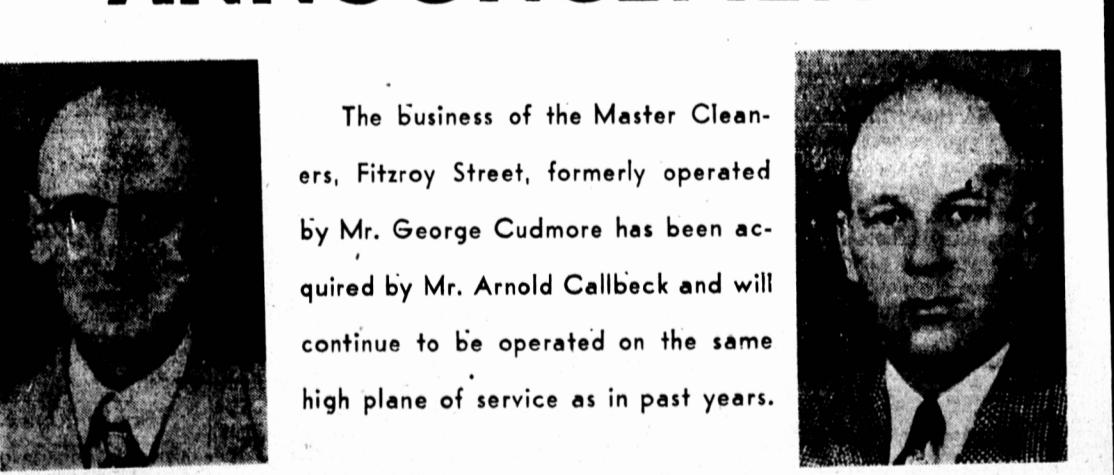 The business of the Master Clean-
ers, Fitzroy Street, formerly operated
by Mr. George Cudmore has been ac-
quired by Mr. Arnold Callbeck and will
continue to be operated on the same
high plane of service as in past years.